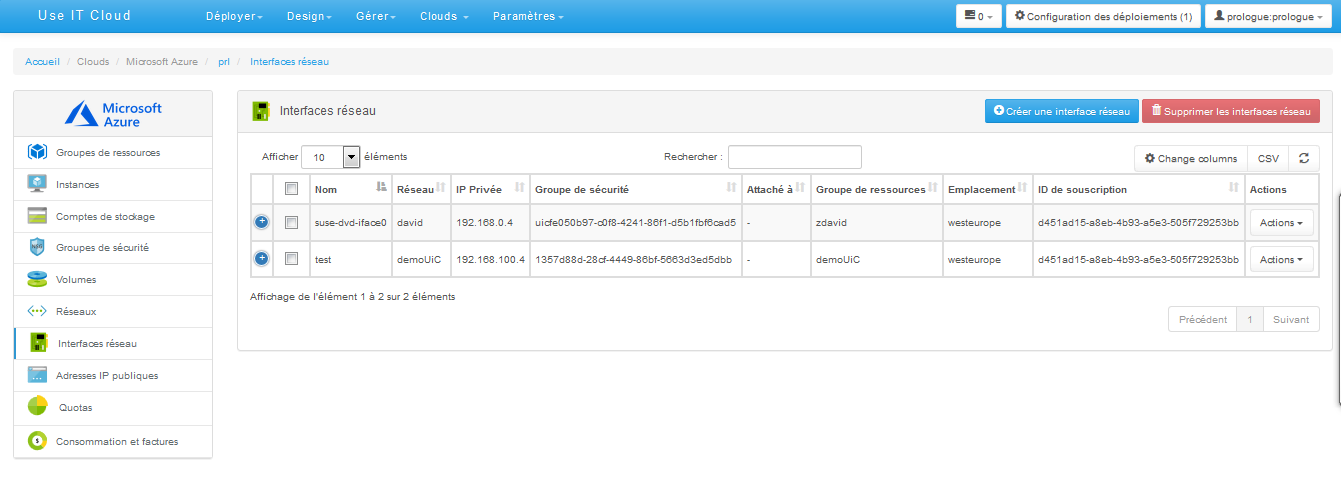 Use IT Cloud Déployer Design Gérer Clouds Paramètres 0 Configuration des déploiements (1) prologue:prologue
Accueil / Clouds / Microsoft Azure / prl / Interfaces réseau
Microsoft
Azure
Groupes de ressources
Instances
Comptes de stockage
Groupes de sécurité
Volumes
Réseaux
Interfaces réseau
Adresses IP publiques
Quotas
Consommation et factures
Interfaces réseau Créer une interface réseau Supprimer les interfaces réseau
Afficher 10 éléments Rechercher : Change columns CSV
Nom Réseau IP Privée Groupe de sécurité Attaché à Groupe de ressources Emplacement ID de souscription Actions
suse-dvd-iface0 david 192.168.0.4 uicfe050b97-c0f8-4241-86f1-d5b1fbf6cad5 - zdavid westeurope d451ad15-a8eb-4b93-a5e3-505f729253bb Actions
test demoUiC 192.168.100.4 1357d88d-28cf-4449-86bf-5663d3ed5dbb - demoUiC westeurope d451ad15-a8eb-4b93-a5e3-505f729253bb Actions
Affichage de l'élément 1 à 2 sur 2 éléments
Précédent 1 Suivant